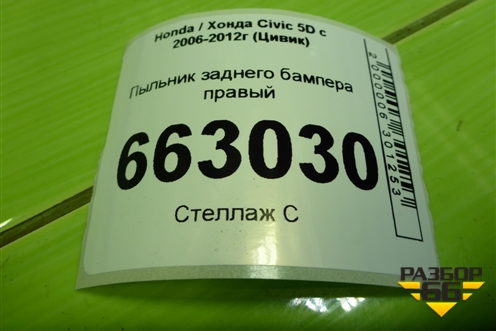 Honda / Хонда Civic 5D с
2006-2012г (Цивик)
Пыльник заднего бампера
правый
663030
Стеллаж С
2000006301253
РАЗБОР
66